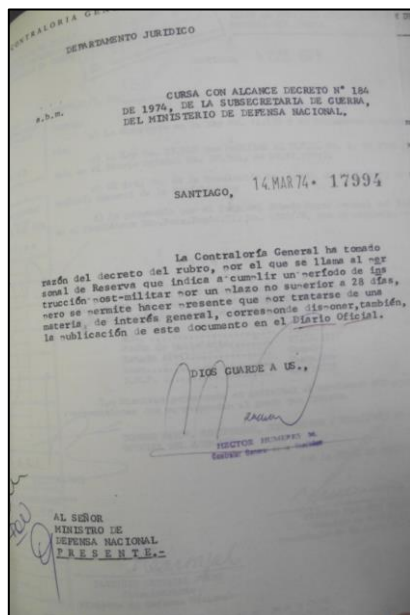 CONTRALORIA GENE
DEPARTAMENTO JURIDICO
CURSA CON ALCANCE DECRETO N° 184
DE 1974, DE LA SUBSECRETARIA DE GUERRA,
DEL MINISTERIO DE DEFENSA NACIONAL.
SANTIAGO, 14.MAR74* 17994
La Contraloría General ha tomado
razón del decreto del rubro, por el que se llama al per
sonal de Reserva que indica a cumplir un período de ins
trucción post-militar por un plazo no superior a 28 días,
pero se permite hacer presente que por tratarse de una
materia, de interés general, corresponde disponer, también,
la publicación de este documento en el Diario Oficial.
DIOS GUARDE A US.,
HECTOR HUMERES M.
AL SEÑOR
MINISTRO DE
DEFENSA NACIONAL
P R E S E N T E.-